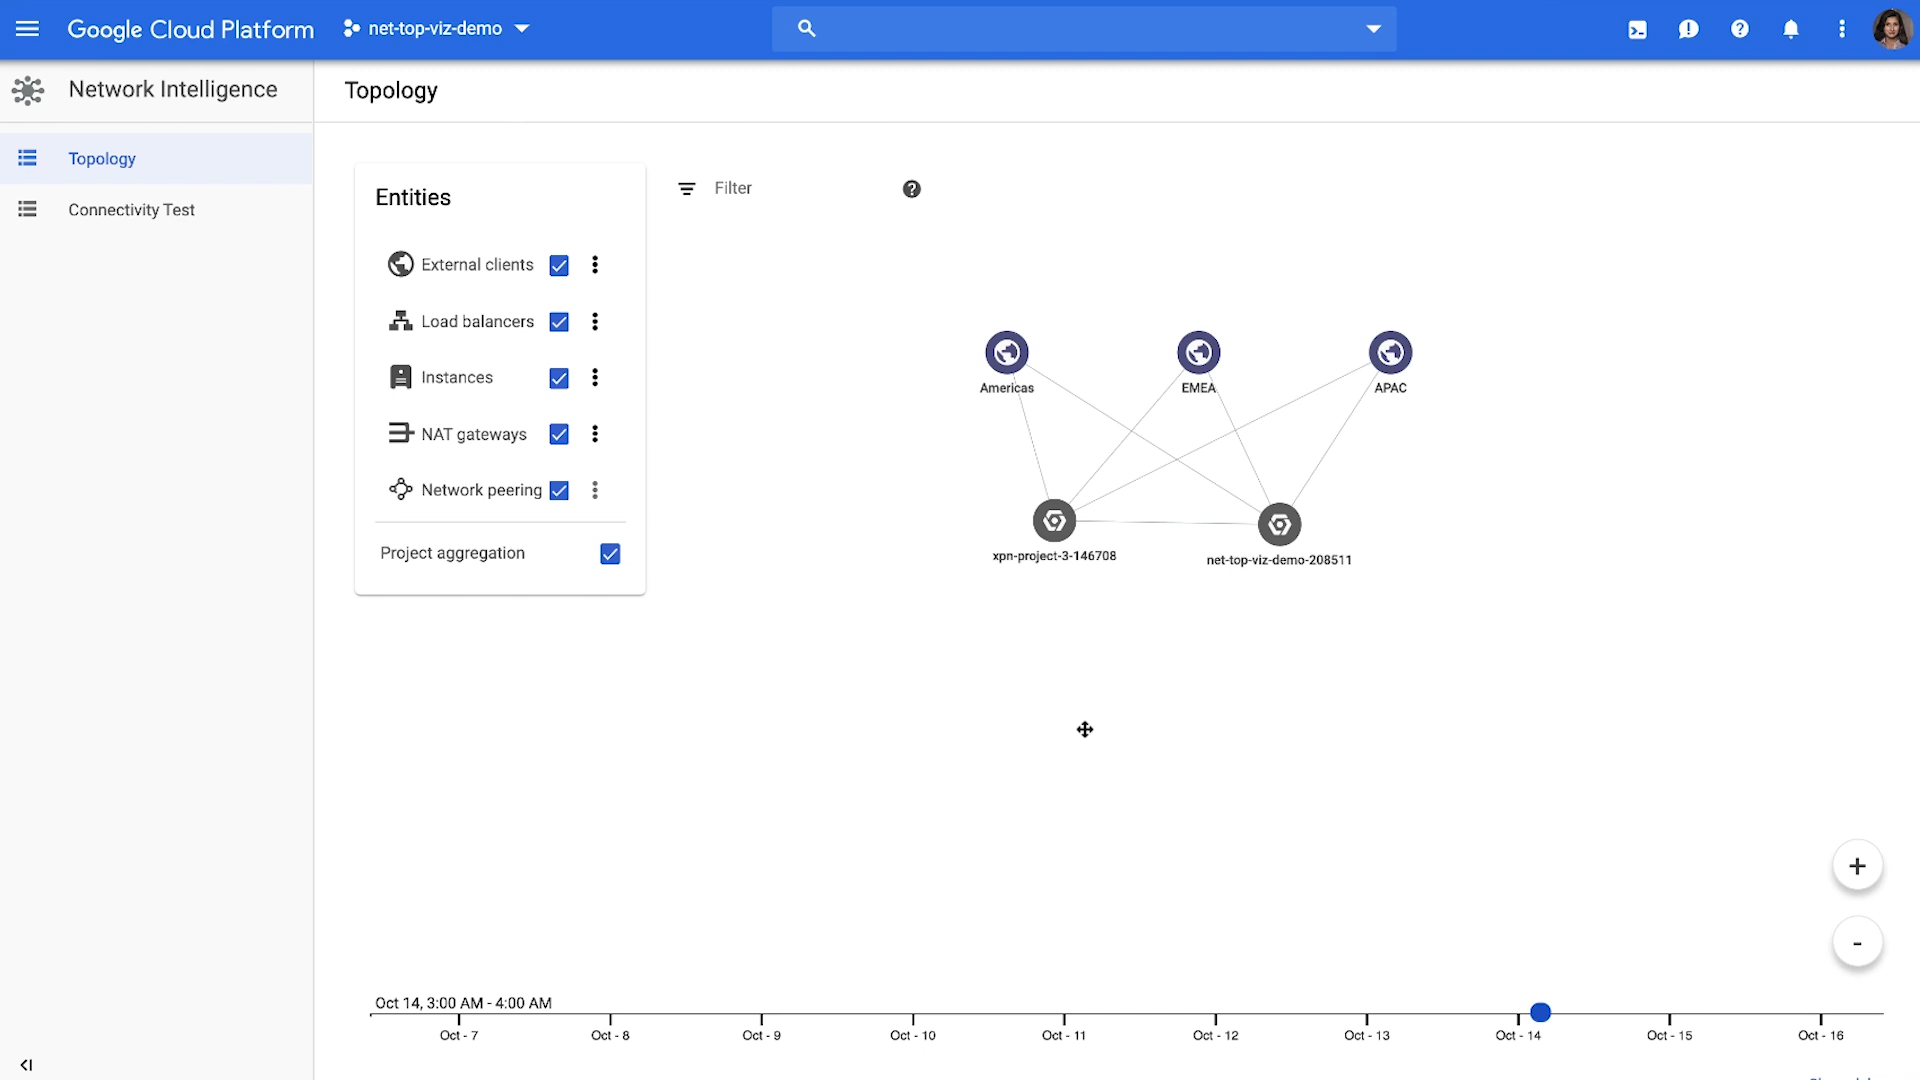 Google Cloud Platform
net-top-viz-demo
Network Intelligence
Topology
Topology
Connectivity Test
Entities
External clients
Load balancers
Instances
NAT gateways
Network peering
Project aggregation
Filter
Americas
EMEA
APAC
xpn-project-3-146708
net-top-viz-demo-208511
+
-
Oct 14, 3:00 AM - 4:00 AM
Oct - 7
Oct - 8
Oct - 9
Oct - 10
Oct - 11
Oct - 12
Oct - 13
Oct - 14
Oct - 15
Oct - 16